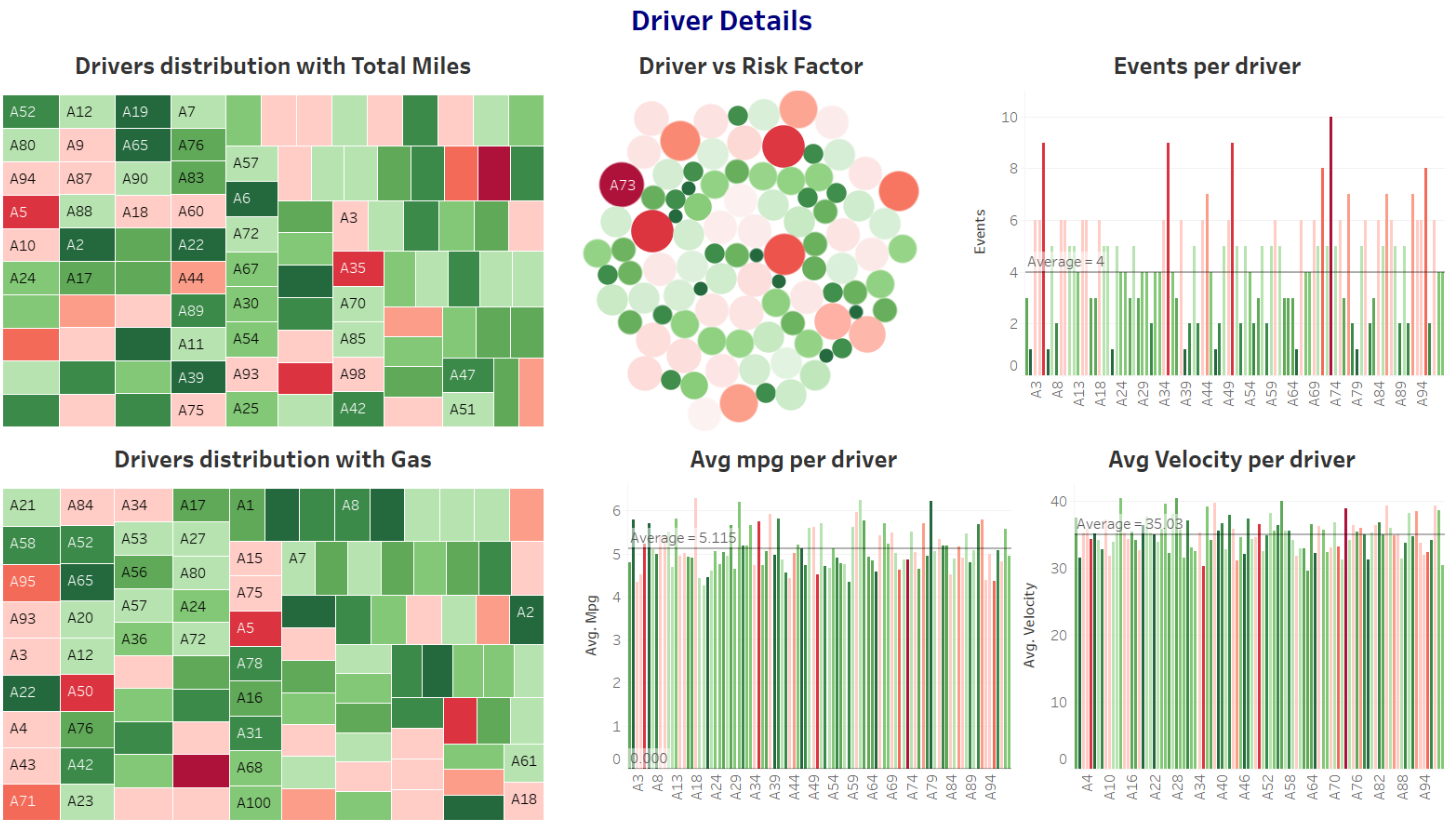 Driver Details
Drivers distribution with Total Miles
A52 A12 A19 A7
A80 A9 A65 A76
A57
A94 A87 A90 A83
A6
A5 A88 A18 A60
A3
A72
A10 A2 A22
A67 A35
A24 A17 A44
A30 A70
A89
A54 A85
A11
A93 A98 A47
A39
A25 A42 A51
A75
Driver vs Risk Factor
A73
Events per driver
Events
10
8
6
4
2
0
Average = 4
A3 A8 A13 A18 A24 A29 A34 A39 A44 A49 A54 A59 A64 A69 A74 A79 A84 A89 A94
Drivers distribution with Gas
A21 A84 A34 A17 A1 A8
A58 A52 A53 A27
A15 A7
A95 A65 A56 A80
A75
A93 A20 A57 A24
A5 A2
A3 A12 A36 A72
A78
A22 A50
A16
A4 A76
A31
A43 A42
A68 A61
A71 A23
A100 A18
Avg mpg per driver
Avg. Mpg
6
5
4
3
2
1
0
Average = 5.115
0.000
A3 A8 A13 A18 A24 A29 A34 A39 A44 A49 A54 A59 A64 A69 A74 A79 A84 A89 A94
Avg Velocity per driver
Avg. Velocity
40
30
20
10
0
Average = 35.03
A4 A10 A16 A22 A28 A34 A40 A46 A52 A58 A64 A70 A76 A82 A88 A94